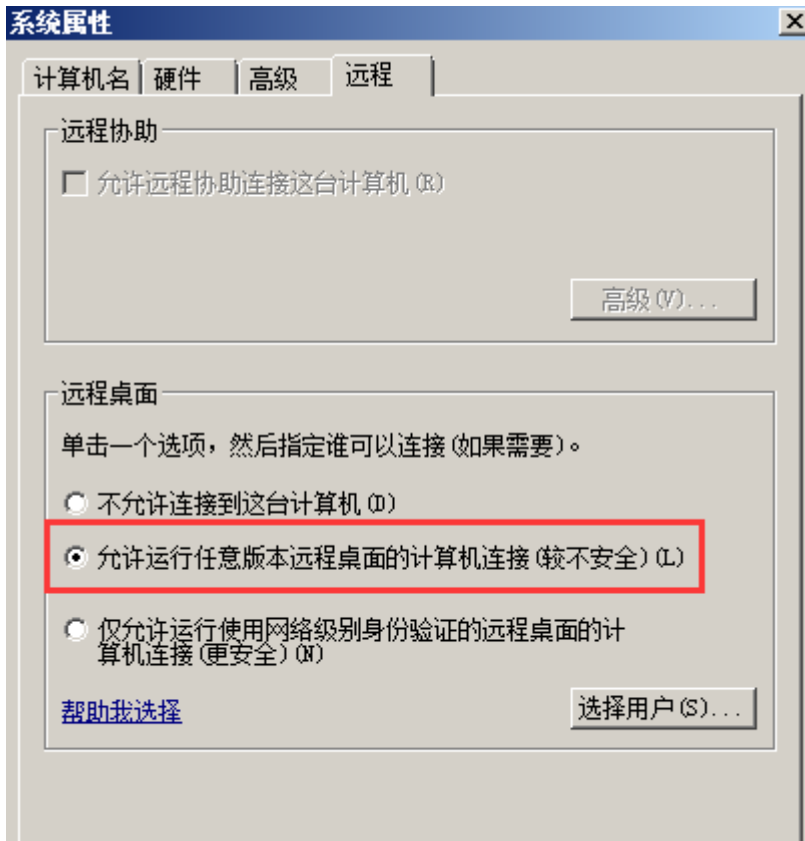 系统属性
计算机名 硬件 高级 远程
远程协助
允许远程协助连接这台计算机(R)
高级(V)...
远程桌面
单击一个选项，然后指定谁可以连接(如果需要)。
不允许连接到这台计算机(D)
允许运行任意版本远程桌面的计算机连接(较不安全)(L)
仅允许运行使用网络级别身份验证的远程桌面的计
算机连接(更安全)(N)
帮助我选择 选择用户(S)...